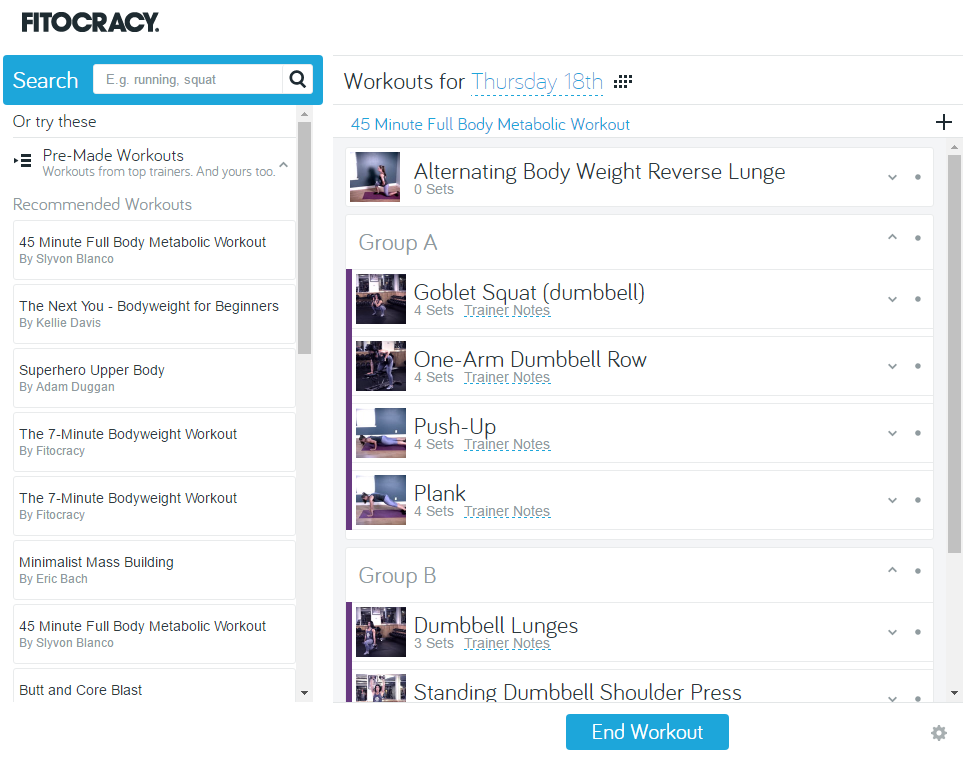 FITOCRACY.
Search
E.g. running, squat
Or try these
Pre-Made Workouts
Workouts from top trainers. And yours too.
Recommended Workouts
45 Minute Full Body Metabolic Workout
By Slyvon Blanco
The Next You - Bodyweight for Beginners
By Kellie Davis
Superhero Upper Body
By Adam Duggan
The 7-Minute Bodyweight Workout
By Fitocracy
The 7-Minute Bodyweight Workout
By Fitocracy
Minimalist Mass Building
By Eric Bach
45 Minute Full Body Metabolic Workout
By Slyvon Blanco
Butt and Core Blast
Workouts for Thursday 18th
45 Minute Full Body Metabolic Workout
Alternating Body Weight Reverse Lunge
0 Sets
Group A
Goblet Squat (dumbbell)
4 Sets Trainer Notes
One-Arm Dumbbell Row
4 Sets Trainer Notes
Push-Up
4 Sets Trainer Notes
Plank
4 Sets Trainer Notes
Group B
Dumbbell Lunges
3 Sets Trainer Notes
Standing Dumbbell Shoulder Press
End Workout